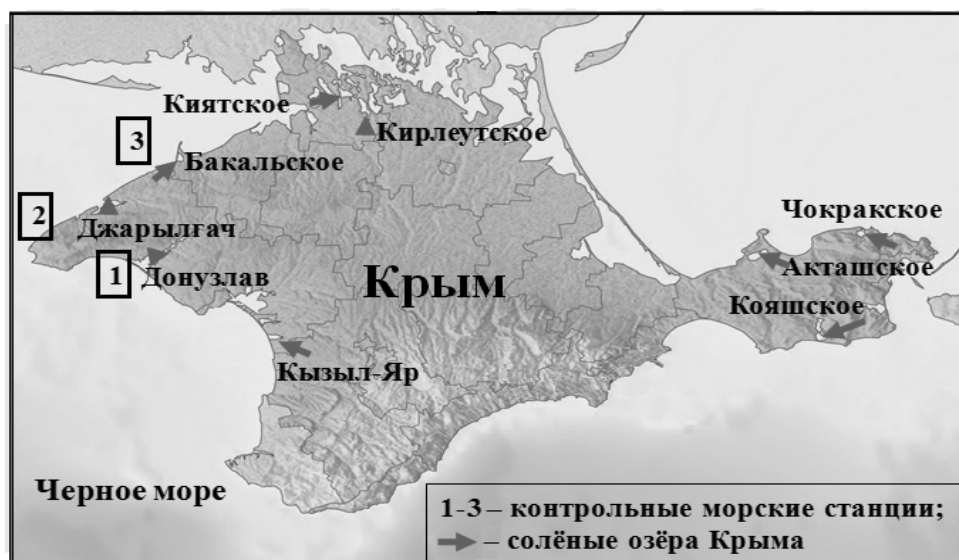 Киятское
Кирлеутское
3
Бакальское
2
Джарылгач
1
Донузлав
Чокракское
Акташское
Кояшское
Крым
Кызыл-Яр
Черное море
1-3 – контрольные морские станции;
– солёные озёра Крыма